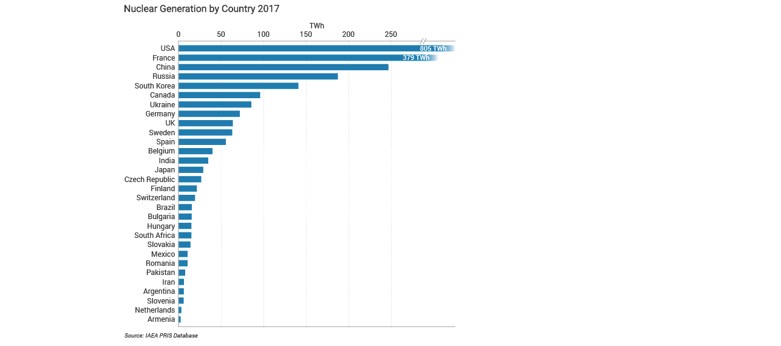 Nuclear Generation by Country 2017
TWh
0 50 100 150 200 250
USA 805 TWh
France 379 TWh
China
Russia
South Korea
Canada
Ukraine
Germany
UK
Sweden
Spain
Belgium
India
Japan
Czech Republic
Finland
Switzerland
Brazil
Bulgaria
Hungary
South Africa
Slovakia
Mexico
Romania
Pakistan
Iran
Argentina
Slovenia
Netherlands
Armenia
Source: IAEA PRIS Database